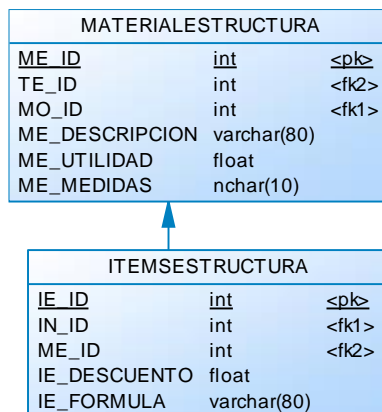 MATERIALESTRUCTURA
ME_ID int <pk>
TE_ID int <fk2>
MO_ID int <fk1>
ME_DESCRIPCION varchar(80)
ME_UTILIDAD float
ME_MEDIDAS nchar(10)
ITEMSESTRUCTURA
IE_ID int <pk>
IN_ID int <fk1>
ME_ID int <fk2>
IE_DESCUENTO float
IE_FORMULA varchar(80)